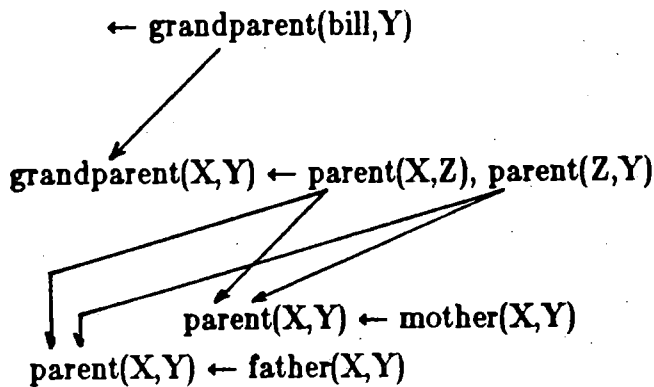 ← grandparent(bill,Y)
grandparent(X,Y) ← parent(X,Z), parent(Z,Y)
parent(X,Y) ← mother(X,Y)
parent(X,Y) ← father(X,Y)